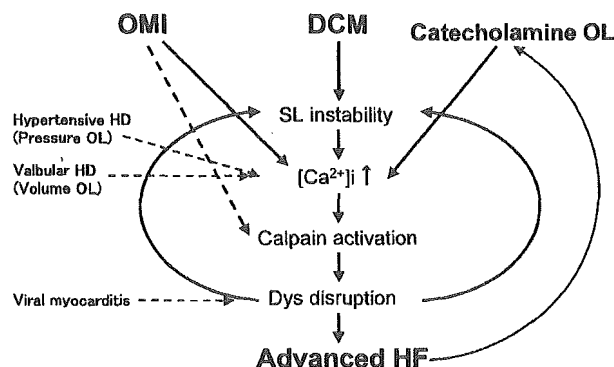 OMI
DCM
Catecholamine OL
SL instability
Hypertensive HD
(Pressure OL)
Valbular HD
(Volume OL)
[Ca²⁺]i ↑
Calpain activation
Viral myocarditis
Dys disruption
Advanced HF